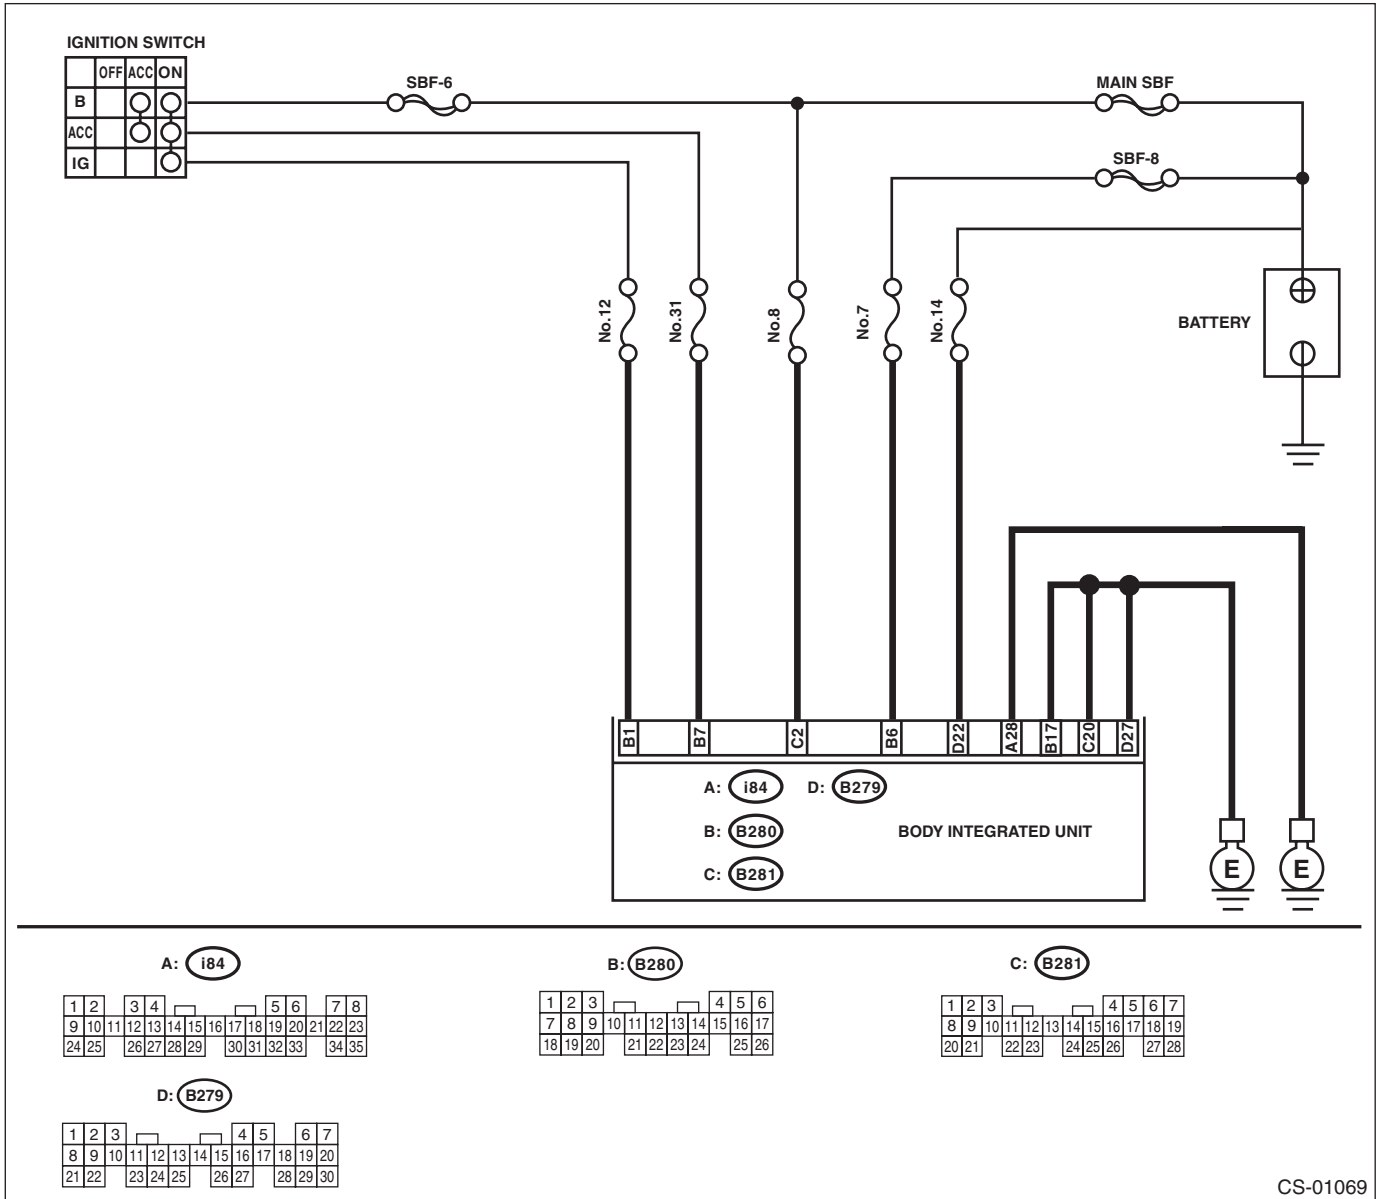 IGNITION SWITCH
OFF ACC ON
B
ACC
IG
SBF-6
MAIN SBF
SBF-8
No.12
No.31
No.8
No.7
No.14
BATTERY
B1 B7 C2 B6 D22 A28 B17 C20 D27
A: i84 D: B279
B: B280
C: B281
BODY INTEGRATED UNIT
E E
A: i84
1 2 3 4 5 6 7 8
9 10 11 12 13 14 15 16 17 18 19 20 21 22 23
24 25 26 27 28 29 30 31 32 33 34 35
B: B280
1 2 3 4 5 6
7 8 9 10 11 12 13 14 15 16 17
18 19 20 21 22 23 24 25 26
C: B281
1 2 3 4 5 6 7
8 9 10 11 12 13 14 15 16 17 18 19
20 21 22 23 24 25 26 27 28
D: B279
1 2 3 4 5 6 7
8 9 10 11 12 13 14 15 16 17 18 19 20
21 22 23 24 25 26 27 28 29 30
CS-01069